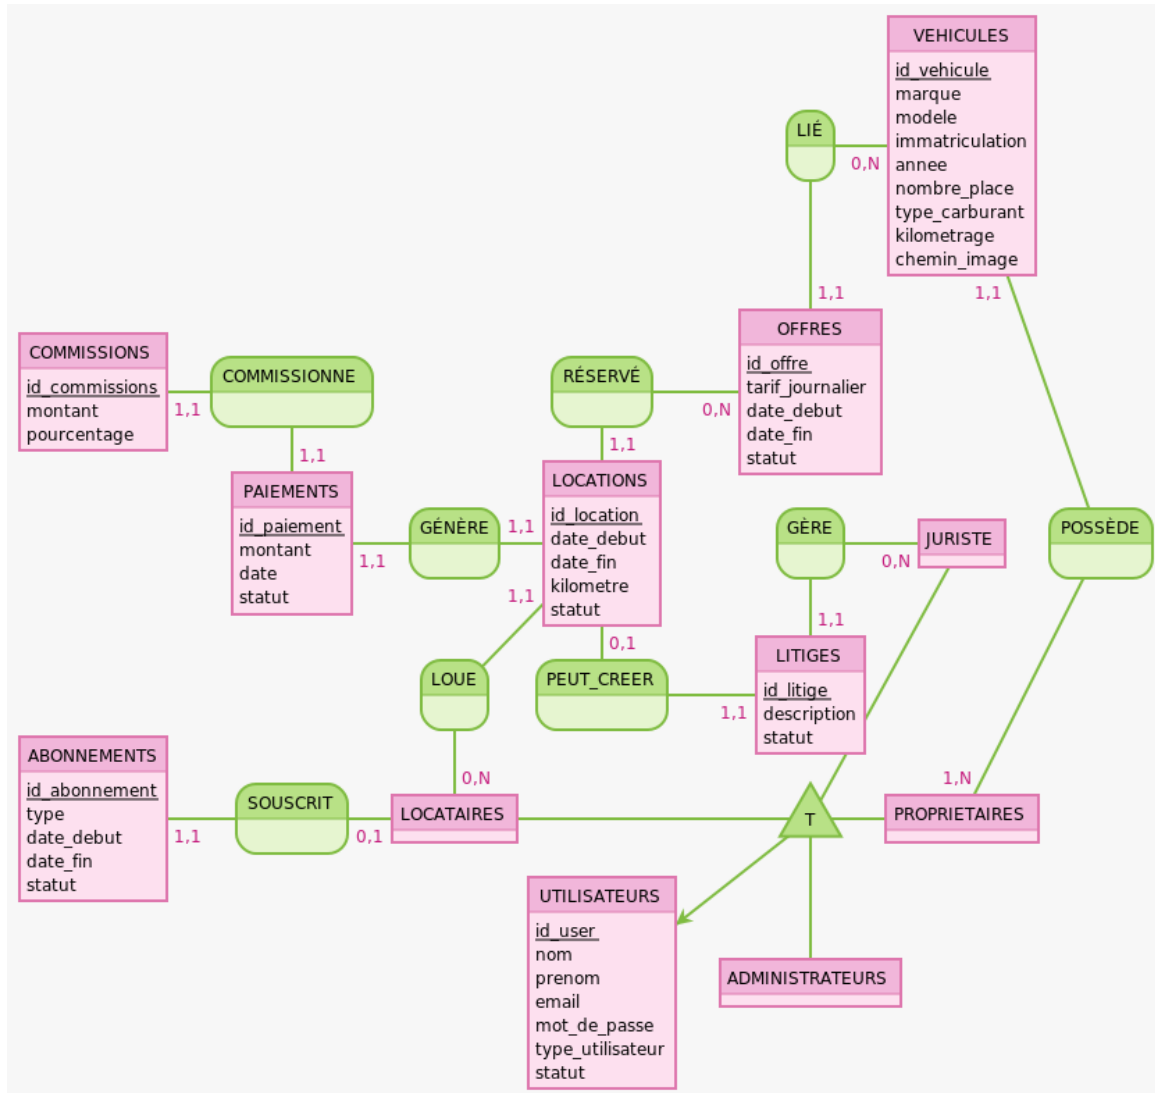 VEHICULES
id_vehicule
marque
modele
immatriculation
annee
nombre_place
type_carburant
kilometrage
chemin_image
LIÉ
0,N
1,1
1,1
OFFRES
id_offre
tarif_journalier
date_debut
date_fin
statut
COMMISSIONS
id_commissions
montant
pourcentage
COMMISSIONNE
1,1
1,1
RÉSERVÉ
0,N
1,1
PAIEMENTS
id_paiement
montant
date
statut
GÉNÈRE
1,1
1,1
LOCATIONS
id_location
date_debut
date_fin
kilometre
statut
GÈRE
0,N
1,1
JURISTE
POSSÈDE
1,1
0,1
LOUE
0,N
PEUT_CREER
1,1
LITIGES
id_litige
description
statut
ABONNEMENTS
id_abonnement
type
date_debut
date_fin
statut
SOUSCRIT
1,1
0,1
LOCATAIRES
T
1,N
PROPRIETAIRES
UTILISATEURS
id_user
nom
prenom
email
mot_de_passe
type_utilisateur
statut
ADMINISTRATEURS